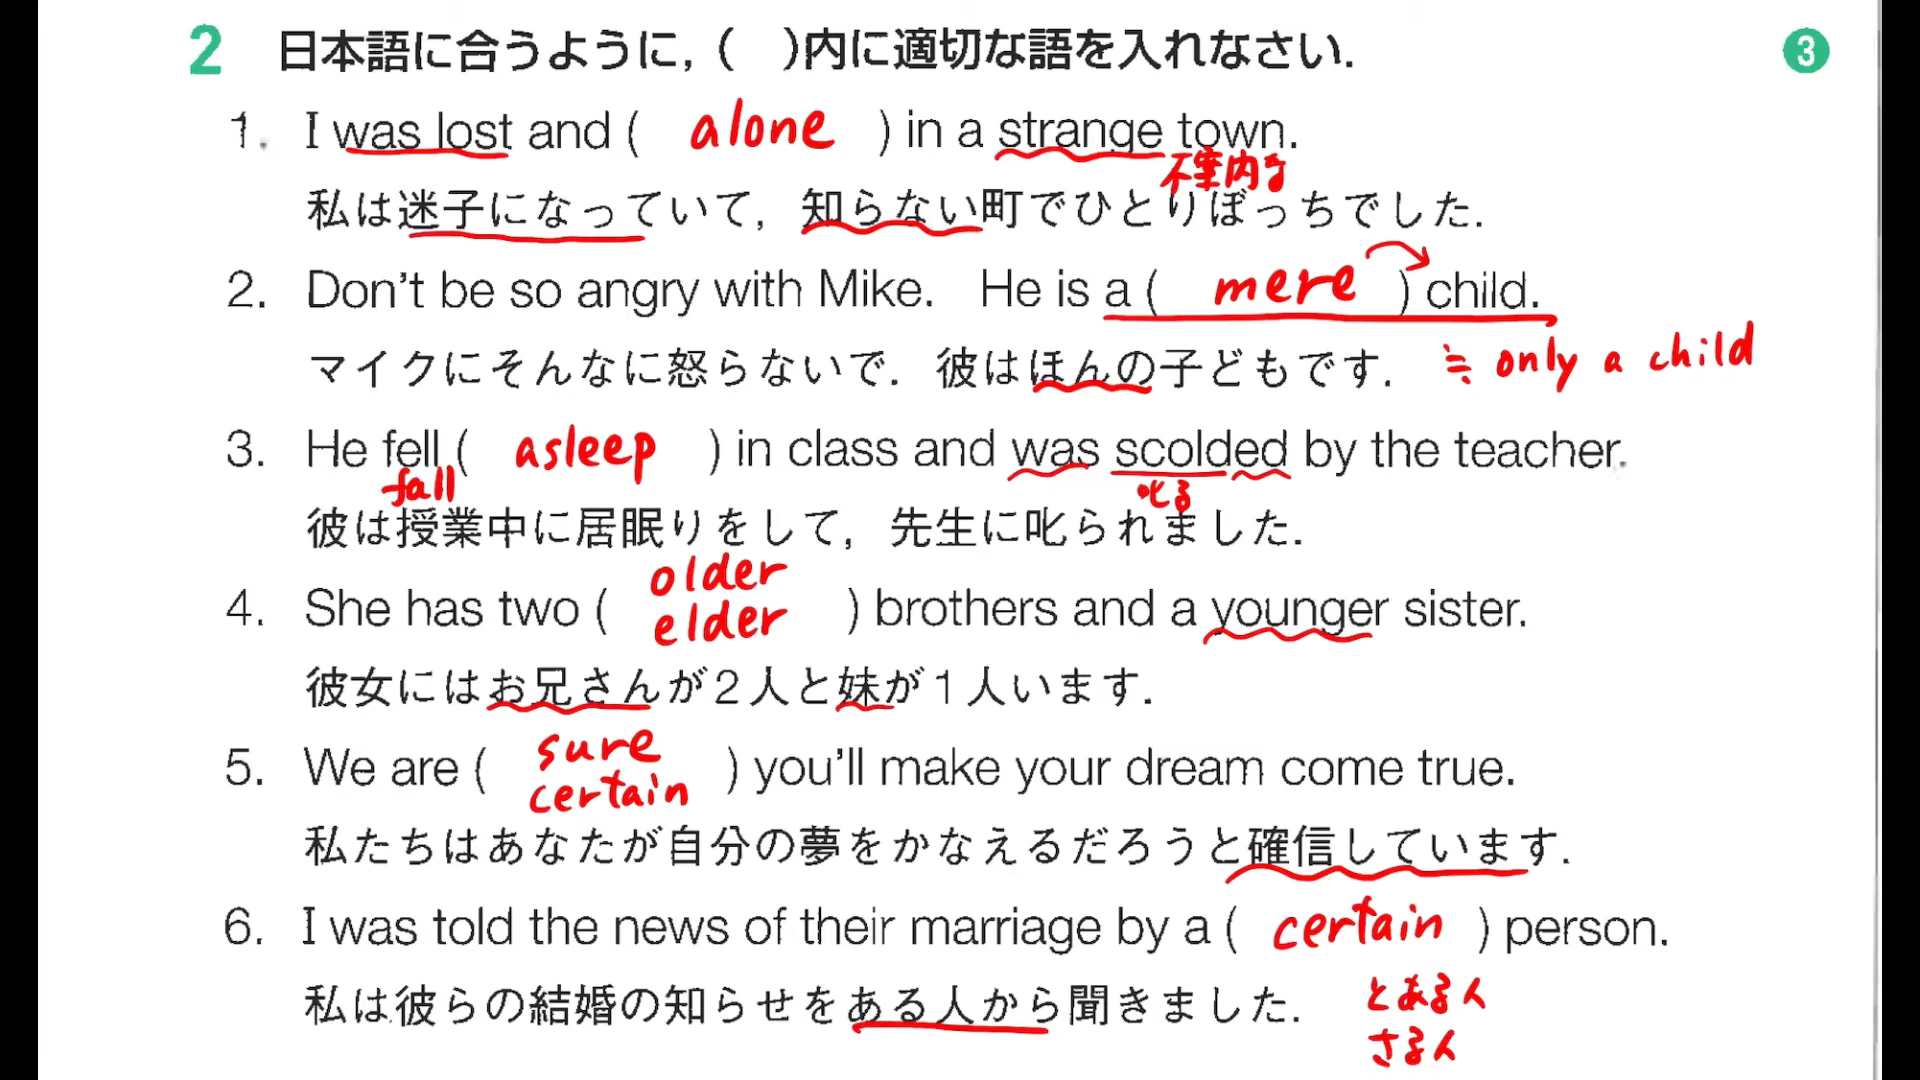 2 日本語に合うように,( )内に適切な語を入れなさい. 3
1. I was lost and ( alone ) in a strange town.
不案内な
私は迷子になっていて,知らない町でひとりぼっちでした.
2. Don't be so angry with Mike. He is a ( mere ) child.
マイクにそんなに怒らないで.彼はほんの子どもです. ≒ only a child
3. He fell ( asleep ) in class and was scolded by the teacher.
fall 叱る
彼は授業中に居眠りをして,先生に叱られました.
older
4. She has two ( elder ) brothers and a younger sister.
彼女にはお兄さんが2人と妹が1人います.
sure
5. We are ( certain ) you'll make your dream come true.
私たちはあなたが自分の夢をかなえるだろうと確信しています.
6. I was told the news of their marriage by a ( certain ) person.
私は彼らの結婚の知らせをある人から聞きました. とある人
さる人